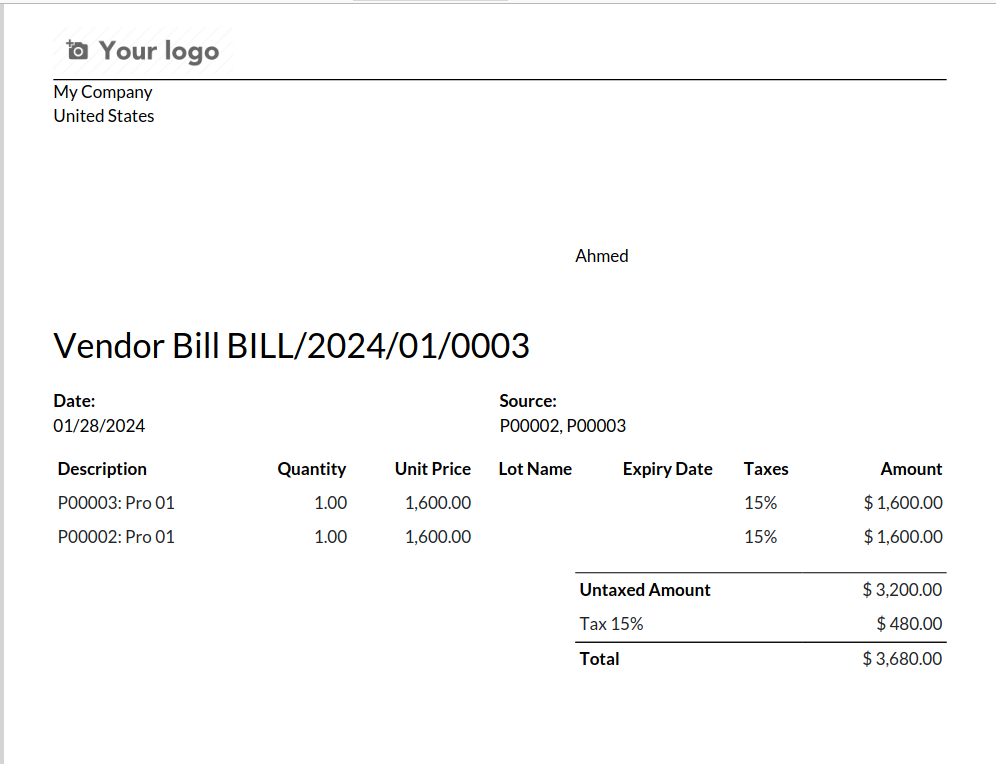 Your logo
My Company
United States
Ahmed
Vendor Bill BILL/2024/01/0003
Date: Source:
01/28/2024 P00002, P00003
Description Quantity Unit Price Lot Name Expiry Date Taxes Amount
P00003: Pro 01 1.00 1,600.00 15% $ 1,600.00
P00002: Pro 01 1.00 1,600.00 15% $ 1,600.00
Untaxed Amount $ 3,200.00
Tax 15% $ 480.00
Total $ 3,680.00